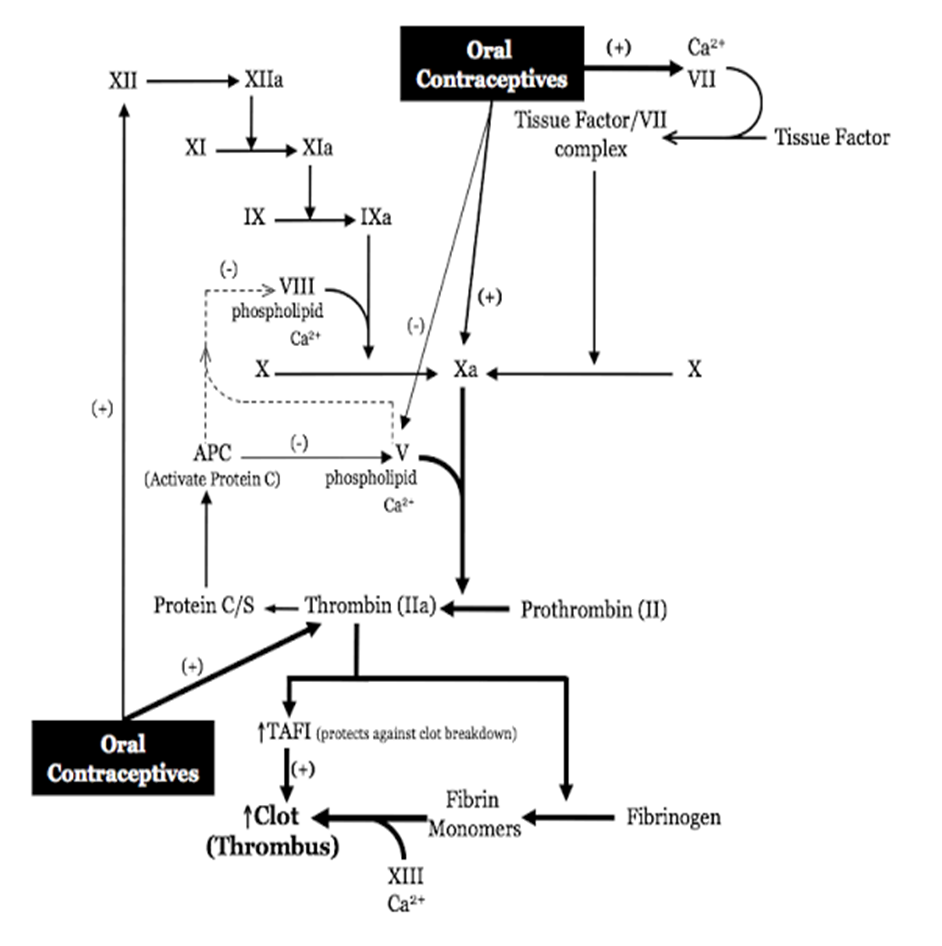 Oral
Contraceptives
(+)
Ca²⁺
VII
XII
XIIa
Tissue Factor/VII
complex
Tissue Factor
XI
XIa
IX
IXa
(-)
VIII
phospholipid
Ca²⁺
(+)
(-)
X
Xa
X
(+)
APC
(Activate Protein C)
(-)
V
phospholipid
Ca²⁻
Protein C/S
Thrombin (IIa)
Prothrombin (II)
(+)
Oral
Contraceptives
↑TAFI (protects against clot breakdown)
(+)
↑Clot
(Thrombus)
Fibrin
Monomers
Fibrinogen
XIII
Ca²⁺